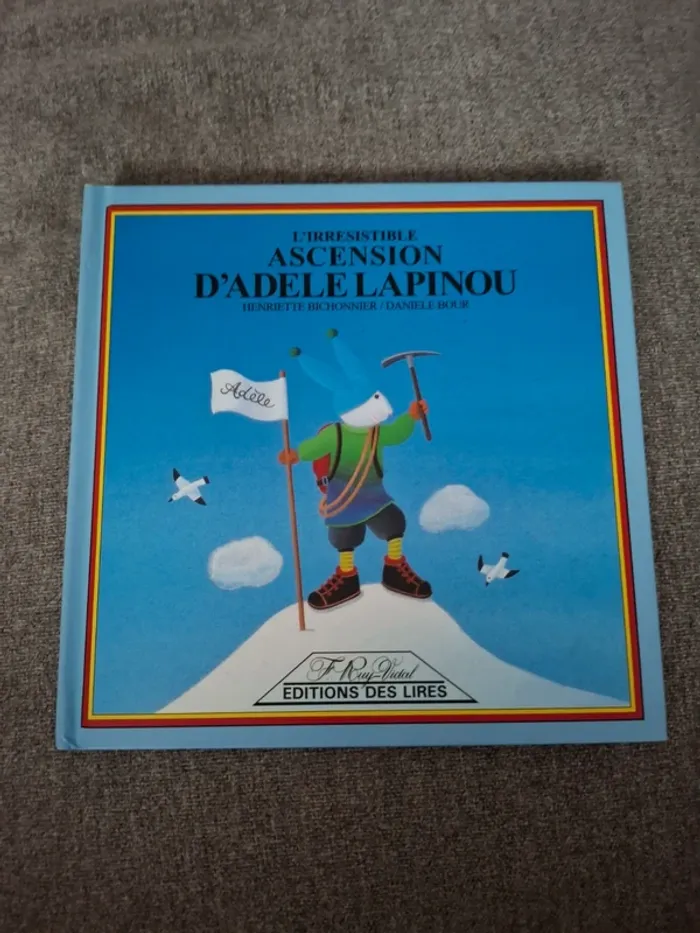 L'IRRESISTIBLE
ASCENSION
D'ADELE LAPINOU
HENRIETTE BICHONNIER / DANIELE BOUR
Adèle
F Ruy-Vidal
EDITIONS DES LIRES